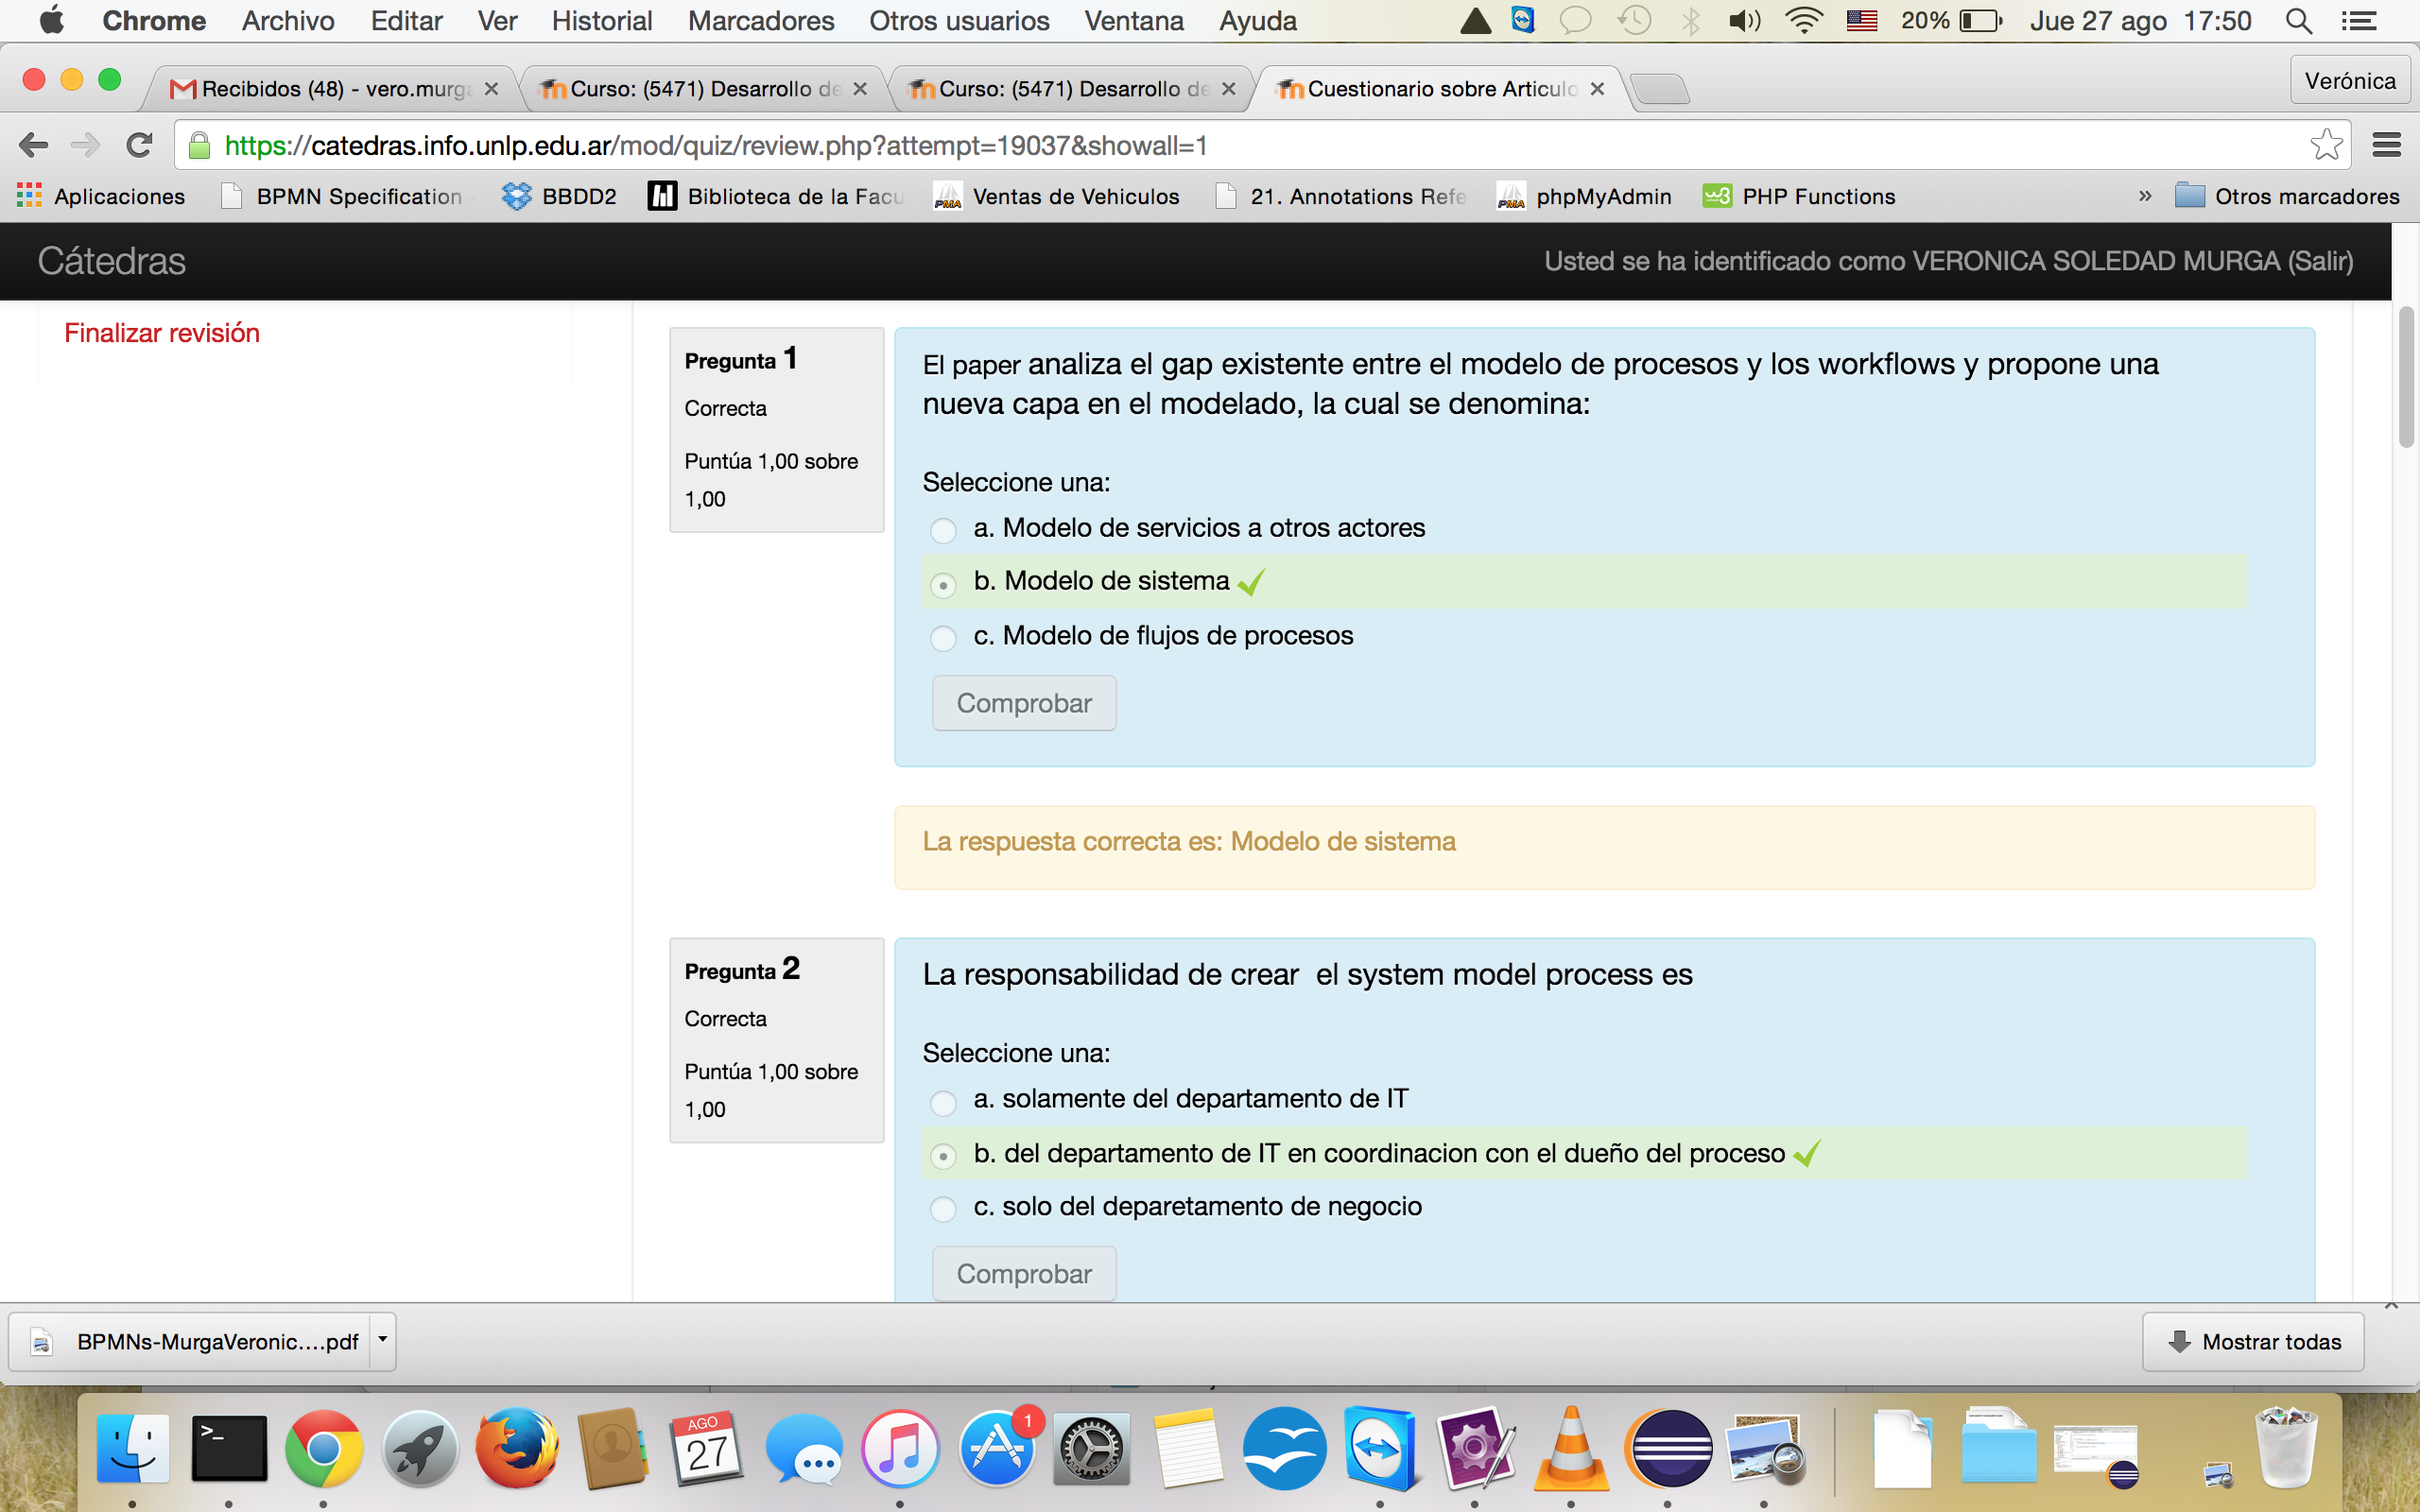 Chrome Archivo Editar Ver Historial Marcadores Otros usuarios Ventana Ayuda 20% Jue 27 ago 17:50
Recibidos (48) - vero.murga Curso: (5471) Desarrollo de Curso: (5471) Desarrollo de Cuestionario sobre Articulo Verónica
https://catedras.info.unlp.edu.ar/mod/quiz/review.php?attempt=19037&showall=1
Aplicaciones BPMN Specification BBDD2 Biblioteca de la Facu PMA Ventas de Vehiculos 21. Annotations Refe PMA phpMyAdmin w3 PHP Functions » Otros marcadores
Cátedras Usted se ha identificado como VERONICA SOLEDAD MURGA (Salir)
Finalizar revisión
Pregunta 1
Correcta
Puntúa 1,00 sobre
1,00
El paper analiza el gap existente entre el modelo de procesos y los workflows y propone una
nueva capa en el modelado, la cual se denomina:
Seleccione una:
a. Modelo de servicios a otros actores
b. Modelo de sistema
c. Modelo de flujos de procesos
Comprobar
La respuesta correcta es: Modelo de sistema
Pregunta 2
Correcta
Puntúa 1,00 sobre
1,00
La responsabilidad de crear  el system model process es
Seleccione una:
a. solamente del departamento de IT
b. del departamento de IT en coordinacion con el dueño del proceso
c. solo del deparetamento de negocio
Comprobar
BPMNs-MurgaVeronic....pdf Mostrar todas
>_ AGO 27 1